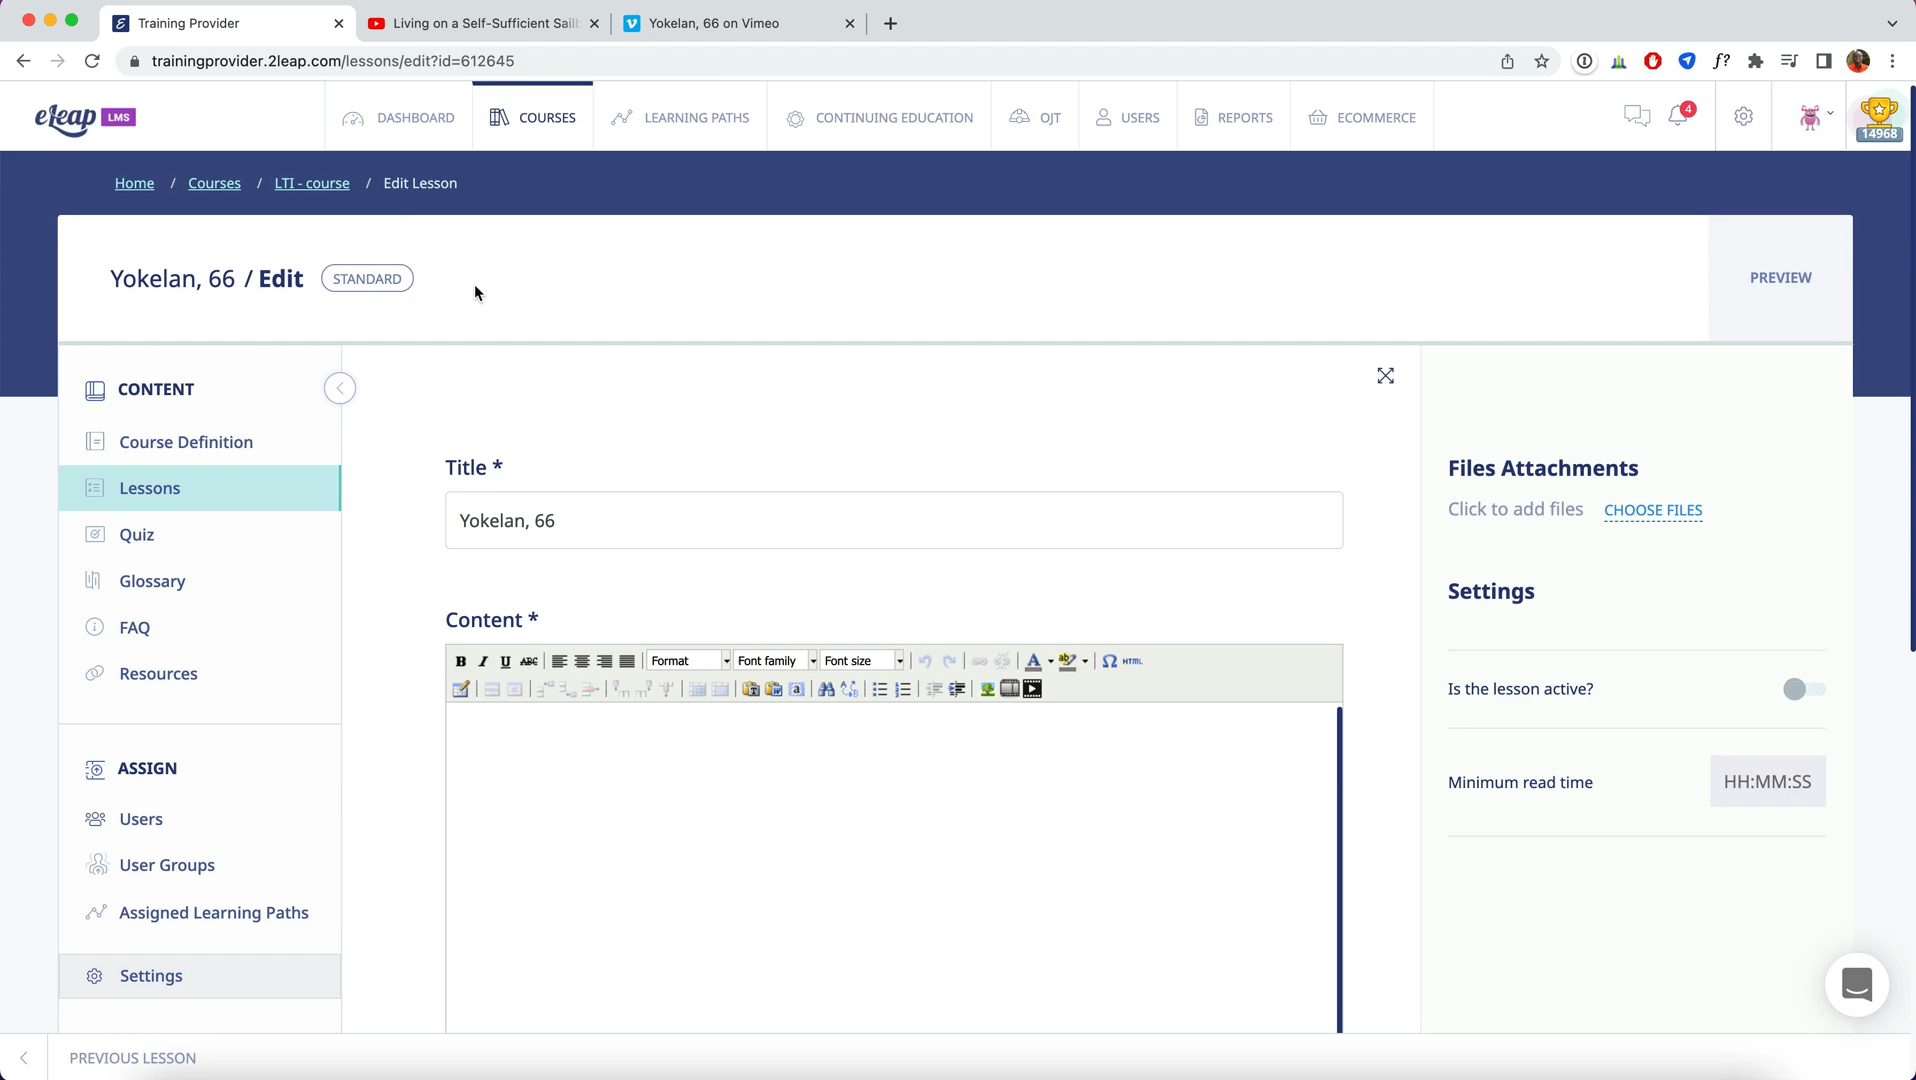 Training Provider
Living on a Self-Sufficient Sailb
Yokelan, 66 on Vimeo
trainingprovider.2leap.com/lessons/edit?id=612645
f?
eLeaP LMS
DASHBOARD
COURSES
LEARNING PATHS
CONTINUING EDUCATION
OJT
USERS
REPORTS
ECOMMERCE
4
14968
Home / Courses / LTI - course / Edit Lesson
Yokelan, 66 / Edit
STANDARD
PREVIEW
CONTENT
Course Definition
Lessons
Quiz
Glossary
FAQ
Resources
ASSIGN
Users
User Groups
Assigned Learning Paths
Settings
Title *
Yokelan, 66
Content *
B I U ABC Format Font family Font size A ab Ω HTML
Files Attachments
Click to add files CHOOSE FILES
Settings
Is the lesson active?
Minimum read time HH:MM:SS
PREVIOUS LESSON